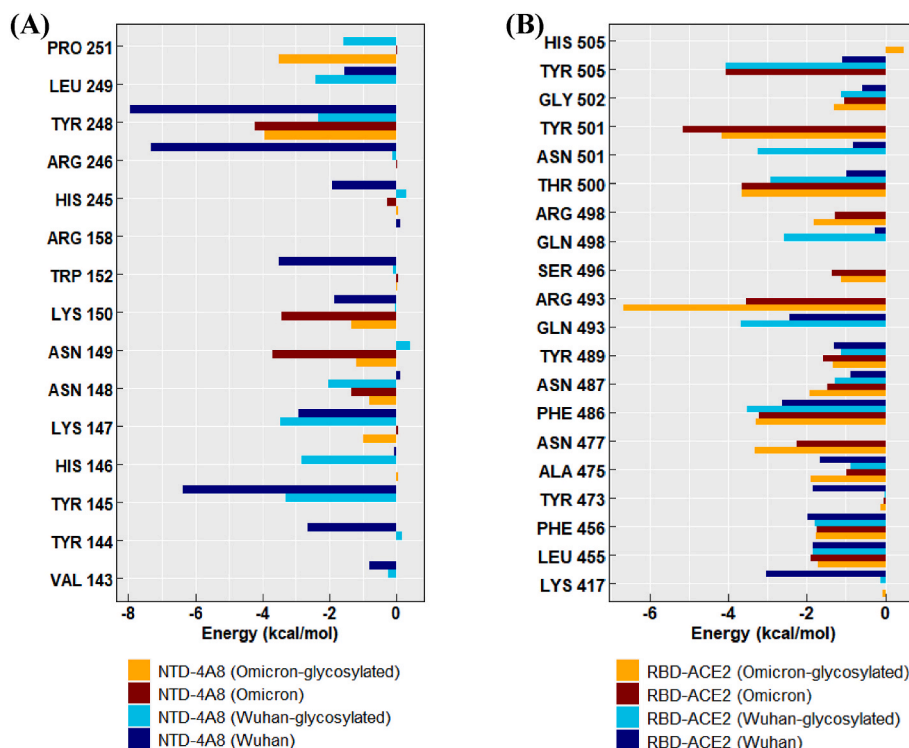 (A)
PRO 251
LEU 249
TYR 248
ARG 246
HIS 245
ARG 158
TRP 152
LYS 150
ASN 149
ASN 148
LYS 147
HIS 146
TYR 145
TYR 144
VAL 143
-8 -6 -4 -2 0
Energy (kcal/mol)
NTD-4A8 (Omicron-glycosylated)
NTD-4A8 (Omicron)
NTD-4A8 (Wuhan-glycosylated)
NTD-4A8 (Wuhan)
(B)
HIS 505
TYR 505
GLY 502
TYR 501
ASN 501
THR 500
ARG 498
GLN 498
SER 496
ARG 493
GLN 493
TYR 489
ASN 487
PHE 486
ASN 477
ALA 475
TYR 473
PHE 456
LEU 455
LYS 417
-6 -4 -2 0
Energy (kcal/mol)
RBD-ACE2 (Omicron-glycosylated)
RBD-ACE2 (Omicron)
RBD-ACE2 (Wuhan-glycosylated)
RBD-ACE2 (Wuhan)